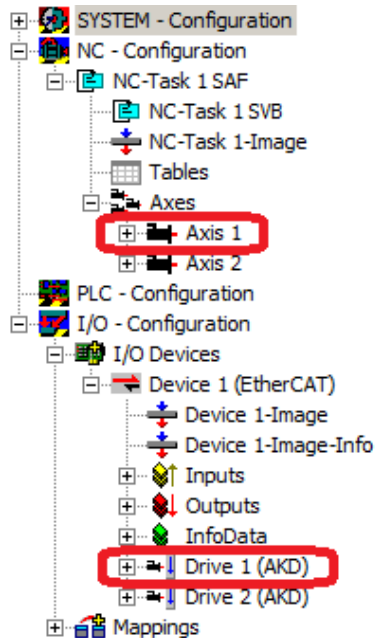 SYSTEM - Configuration
NC - Configuration
NC-Task 1 SAF
NC-Task 1 SVB
NC-Task 1-Image
Tables
Axes
Axis 1
Axis 2
PLC - Configuration
I/O - Configuration
I/O Devices
Device 1 (EtherCAT)
Device 1-Image
Device 1-Image-Info
Inputs
Outputs
InfoData
Drive 1 (AKD)
Drive 2 (AKD)
Mappings